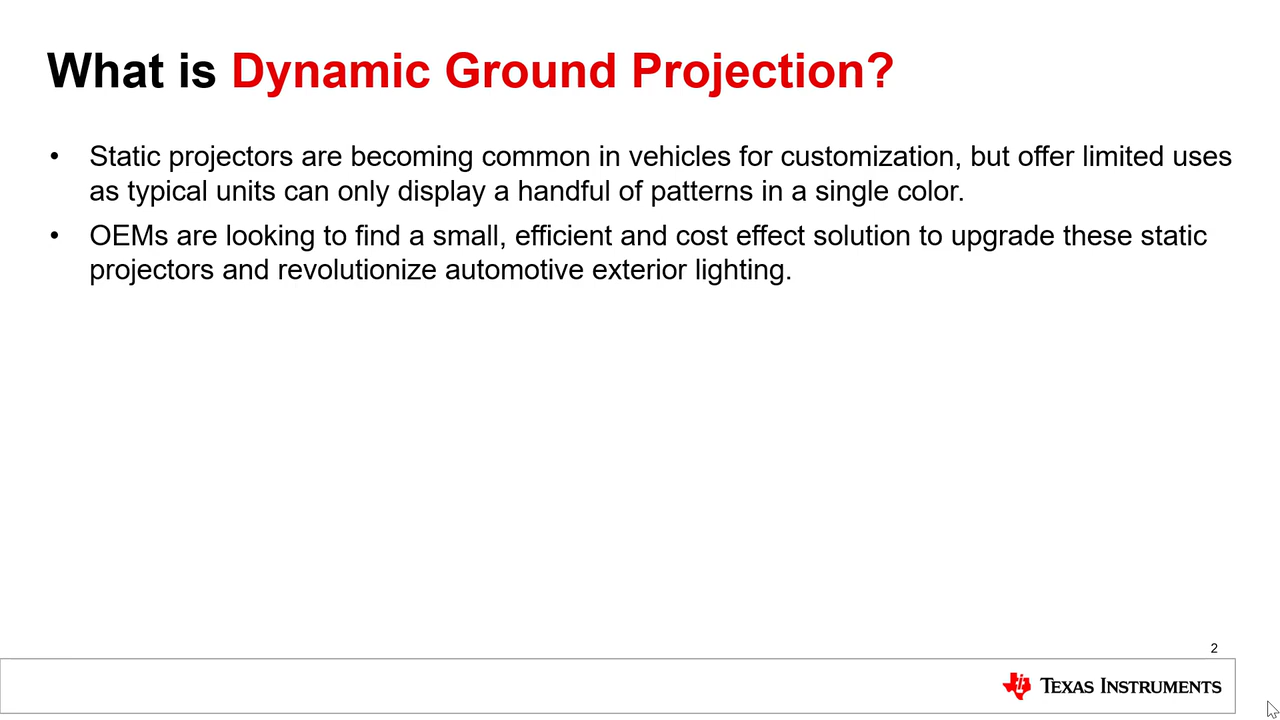 What is Dynamic Ground Projection?
• Static projectors are becoming common in vehicles for customization, but offer limited uses
as typical units can only display a handful of patterns in a single color.
• OEMs are looking to find a small, efficient and cost effect solution to upgrade these static
projectors and revolutionize automotive exterior lighting.
2
TEXAS INSTRUMENTS